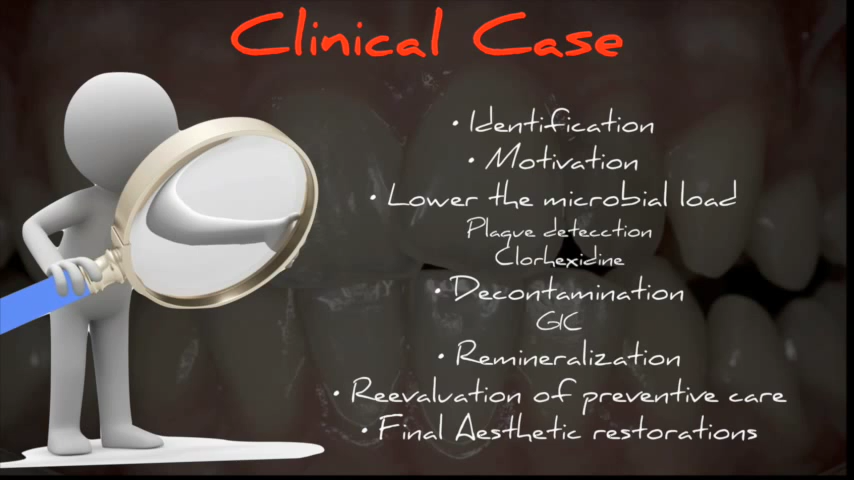 Clinical Case
• Identification
• Motivation
• Lower the microbial load
Plaque detecction
Clorhexidine
• Decontamination
GIC
• Remineralization
• Reevaluation of preventive care
• Final Aesthetic restorations